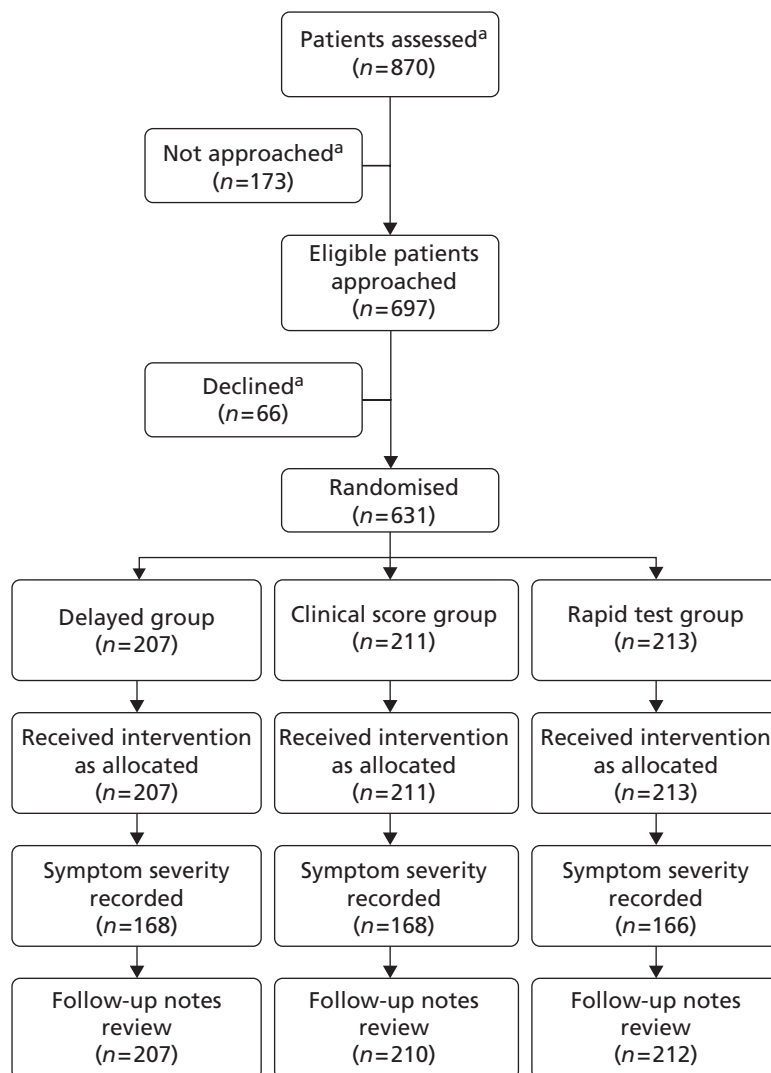 Patients assessedᵃ
(n=870)
Not approachedᵃ
(n=173)
Eligible patients
approached
(n=697)
Declinedᵃ
(n=66)
Randomised
(n=631)
Delayed group
(n=207)
Clinical score group
(n=211)
Rapid test group
(n=213)
Received intervention
as allocated
(n=207)
Received intervention
as allocated
(n=211)
Received intervention
as allocated
(n=213)
Symptom severity
recorded
(n=168)
Symptom severity
recorded
(n=168)
Symptom severity
recorded
(n=166)
Follow-up notes
review
(n=207)
Follow-up notes
review
(n=210)
Follow-up notes
review
(n=212)